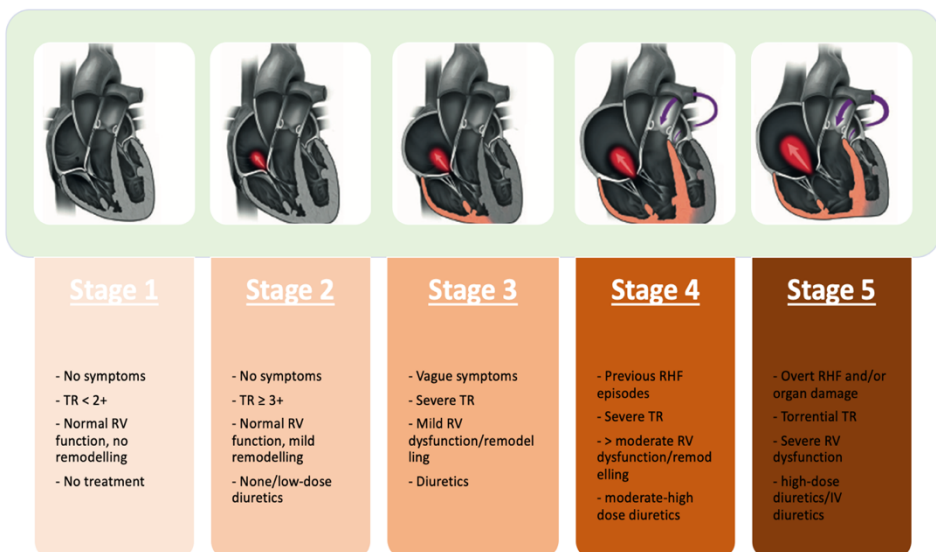 Stage 1
- No symptoms
- TR < 2+
- Normal RV
function, no
remodelling
- No treatment
Stage 2
- No symptoms
- TR ≥ 3+
- Normal RV
function, mild
remodelling
- None/low-dose
diuretics
Stage 3
- Vague symptoms
- Severe TR
- Mild RV
dysfunction/remodel
ling
- Diuretics
Stage 4
- Previous RHF
episodes
- Severe TR
- > moderate RV
dysfunction/remod
elling
- moderate-high
dose diuretics
Stage 5
- Overt RHF and/or
organ damage
- Torrential TR
- Severe RV
dysfunction
- high-dose
diuretics/IV
diuretics